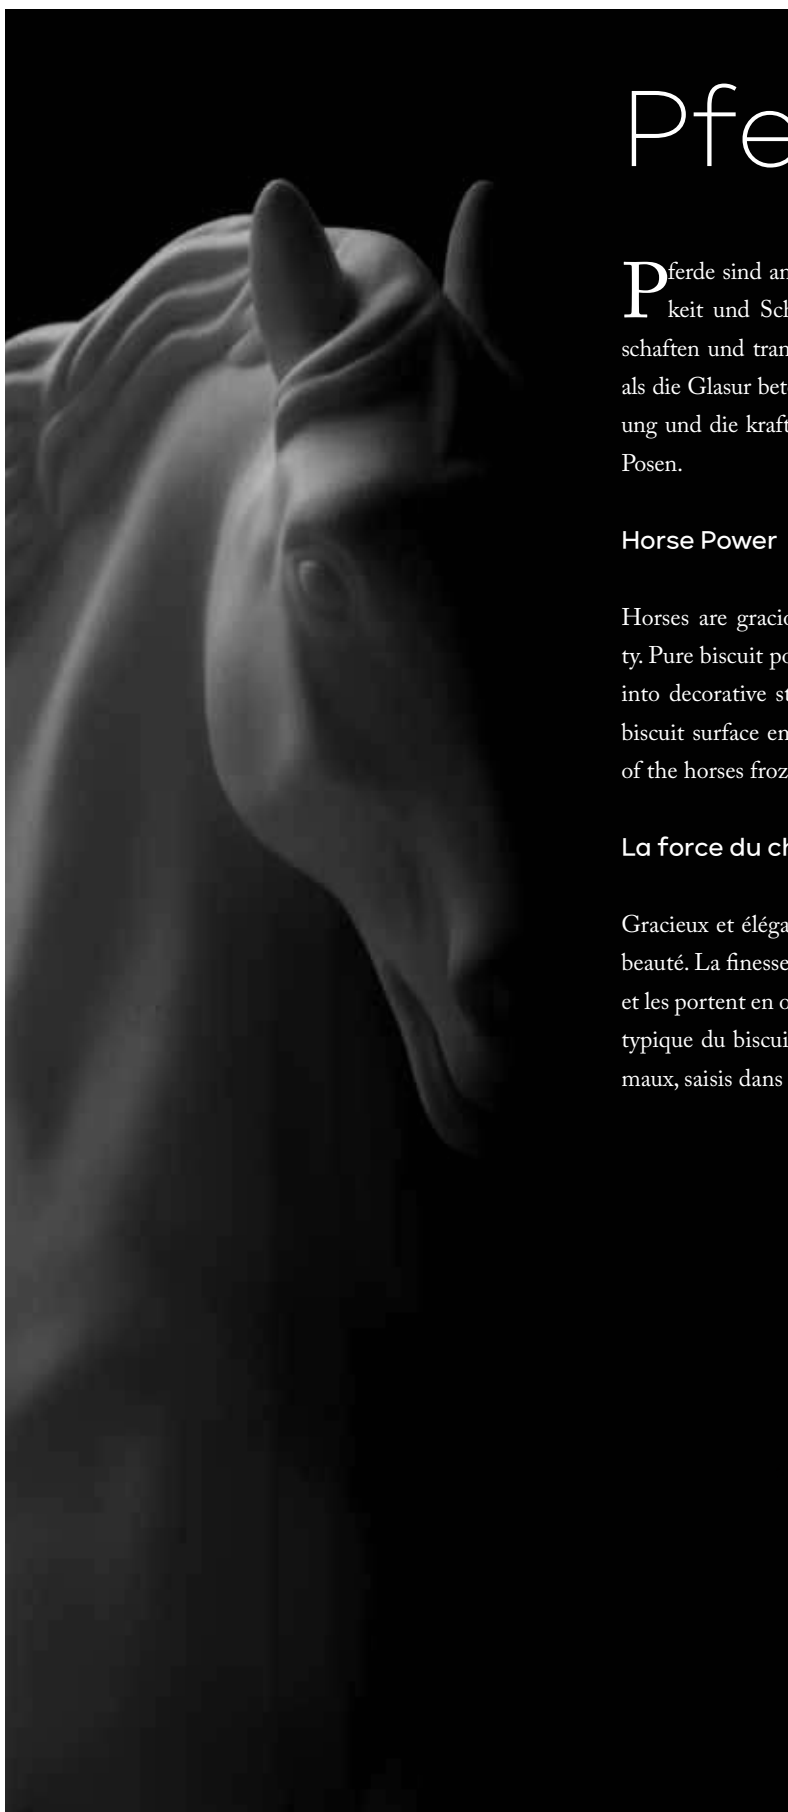 Pfe
Pferde sind an
keit und Sch
schaften und tran
als die Glasur bet
ung und die kraft
Posen.
Horse Power
Horses are gracio
ty. Pure biscuit po
into decorative st
biscuit surface en
of the horses froz
La force du ch
Gracieux et éléga
beauté. La finesse
et les portent en o
typique du biscui
maux, saisis dans